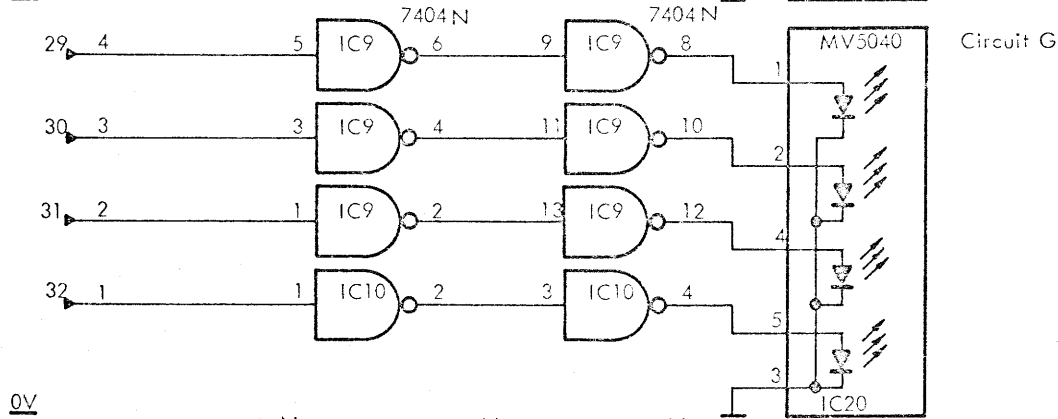 7404N 7404N
29 4 5 IC9 6 9 IC9 8 MV5040 Circuit G
1
30 3 3 IC9 4 11 IC9 10
2
31 2 1 IC9 2 13 IC9 12
4
32 1 1 IC10 2 3 IC10 4
5
3
0V IC20